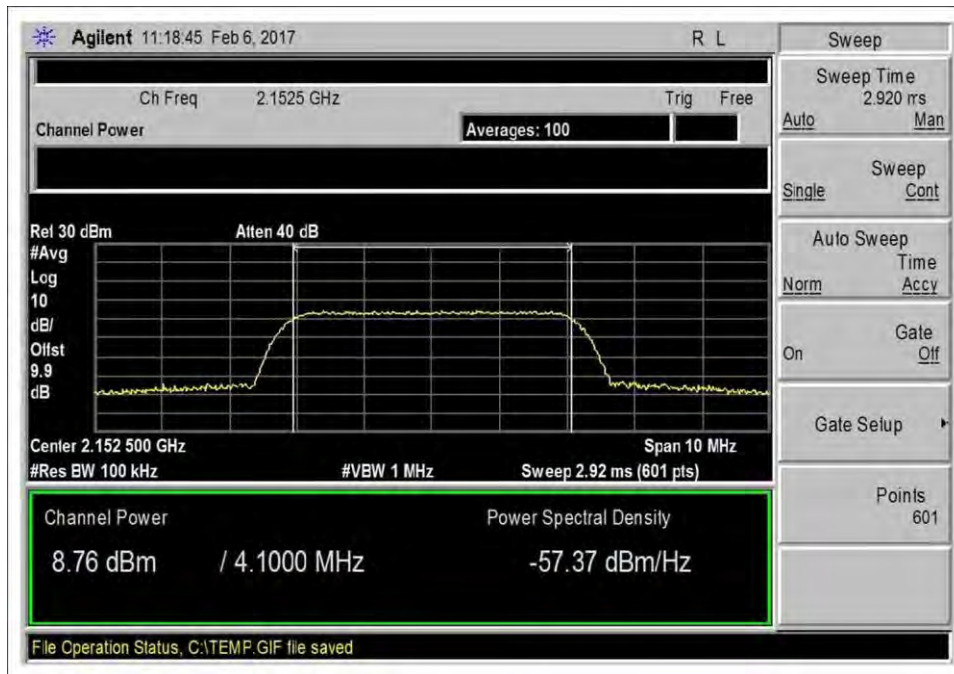 Agilent 11:18:45 Feb 6, 2017 R L
Ch Freq 2.1525 GHz Trig Free
Channel Power Averages: 100
Ref 30 dBm Atten 40 dB
#Avg
Log
10
dB/
Offst
9.9
dB
Center 2.152 500 GHz Span 10 MHz
#Res BW 100 kHz #VBW 1 MHz Sweep 2.92 ms (601 pts)
Channel Power Power Spectral Density
8.76 dBm / 4.1000 MHz -57.37 dBm/Hz
File Operation Status, C:\TEMP.GIF file saved
Sweep
Sweep Time
2.920 ms
Auto Man
Sweep
Single Cont
Auto Sweep
Time
Norm Accy
Gate
On Off
Gate Setup
Points
601